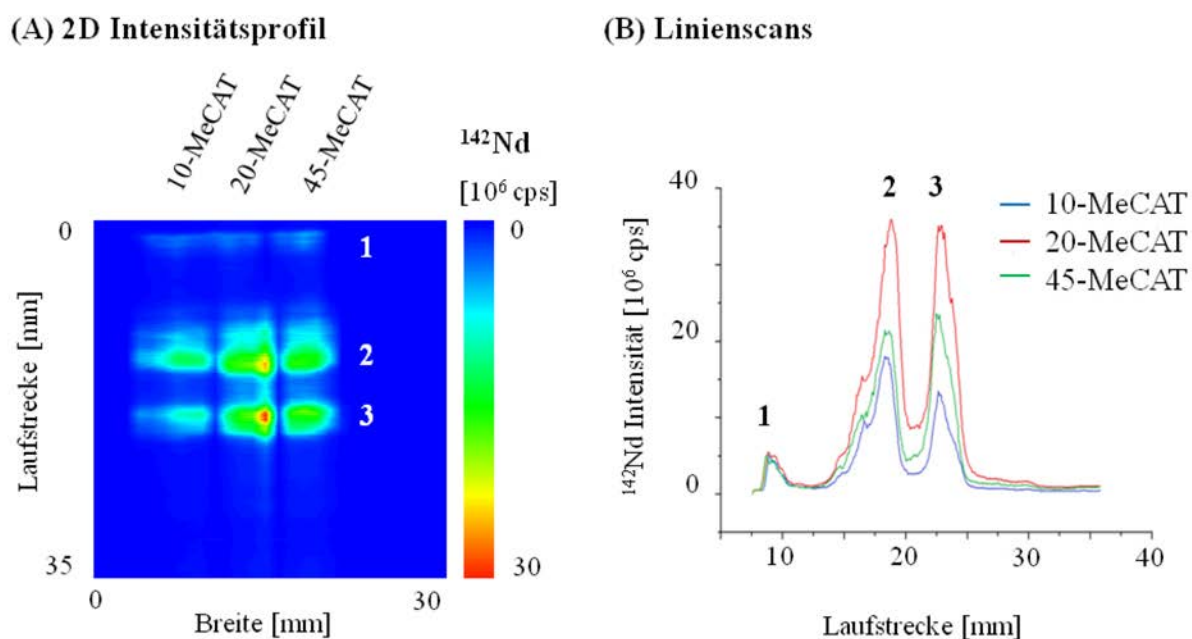 (A) 2D Intensitätsprofil
10-MeCAT
20-MeCAT
45-MeCAT
¹⁴²Nd
[10⁶ cps]
0
1
2
3
35
0
30
Laufstrecke [mm]
Breite [mm]
0
30
(B) Linienscans
40
20
0
¹⁴²Nd Intensität [10⁶ cps]
1
2
3
10-MeCAT
20-MeCAT
45-MeCAT
10
20
30
40
Laufstrecke [mm]